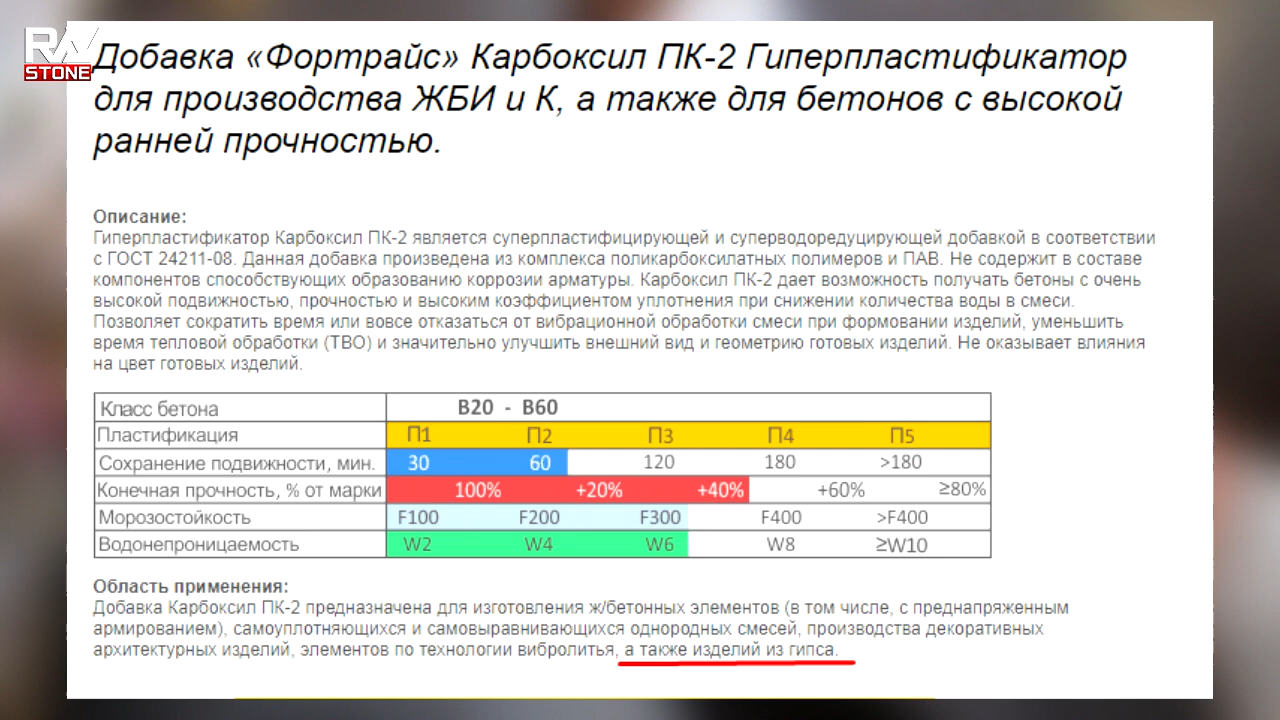 RAV
STONE
Добавка «Фортрайс» Карбоксил ПК-2 Гиперпластификатор
для производства ЖБИ и К, а также для бетонов с высокой
ранней прочностью.
Описание:
Гиперпластификатор Карбоксил ПК-2 является суперпластифицирующей и суперводоредуцирующей добавкой в соответствии
с ГОСТ 24211-08. Данная добавка произведена из комплекса поликарбоксилатных полимеров и ПАВ. Не содержит в составе
компонентов способствующих образованию коррозии арматуры. Карбоксил ПК-2 дает возможность получать бетоны с очень
высокой подвижностью, прочностью и высоким коэффициентом уплотнения при снижении количества воды в смеси.
Позволяет сократить время или вовсе отказаться от вибрационной обработки смеси при формовании изделий, уменьшить
время тепловой обработки (ТВО) и значительно улучшить внешний вид и геометрию готовых изделий. Не оказывает влияния
на цвет готовых изделий.
Класс бетона В20 - В60
Пластификация П1 П2 П3 П4 П5
Сохранение подвижности, мин. 30 60 120 180 >180
Конечная прочность, % от марки 100% +20% +40% +60% ≥80%
Морозостойкость F100 F200 F300 F400 >F400
Водонепроницаемость W2 W4 W6 W8 ≥W10
Область применения:
Добавка Карбоксил ПК-2 предназначена для изготовления ж/бетонных элементов (в том числе, с преднапряженным
армированием), самоуплотняющихся и самовыравнивающихся однородных смесей, производства декоративных
архитектурных изделий, элементов по технологии вибролитья, а также изделий из гипса.